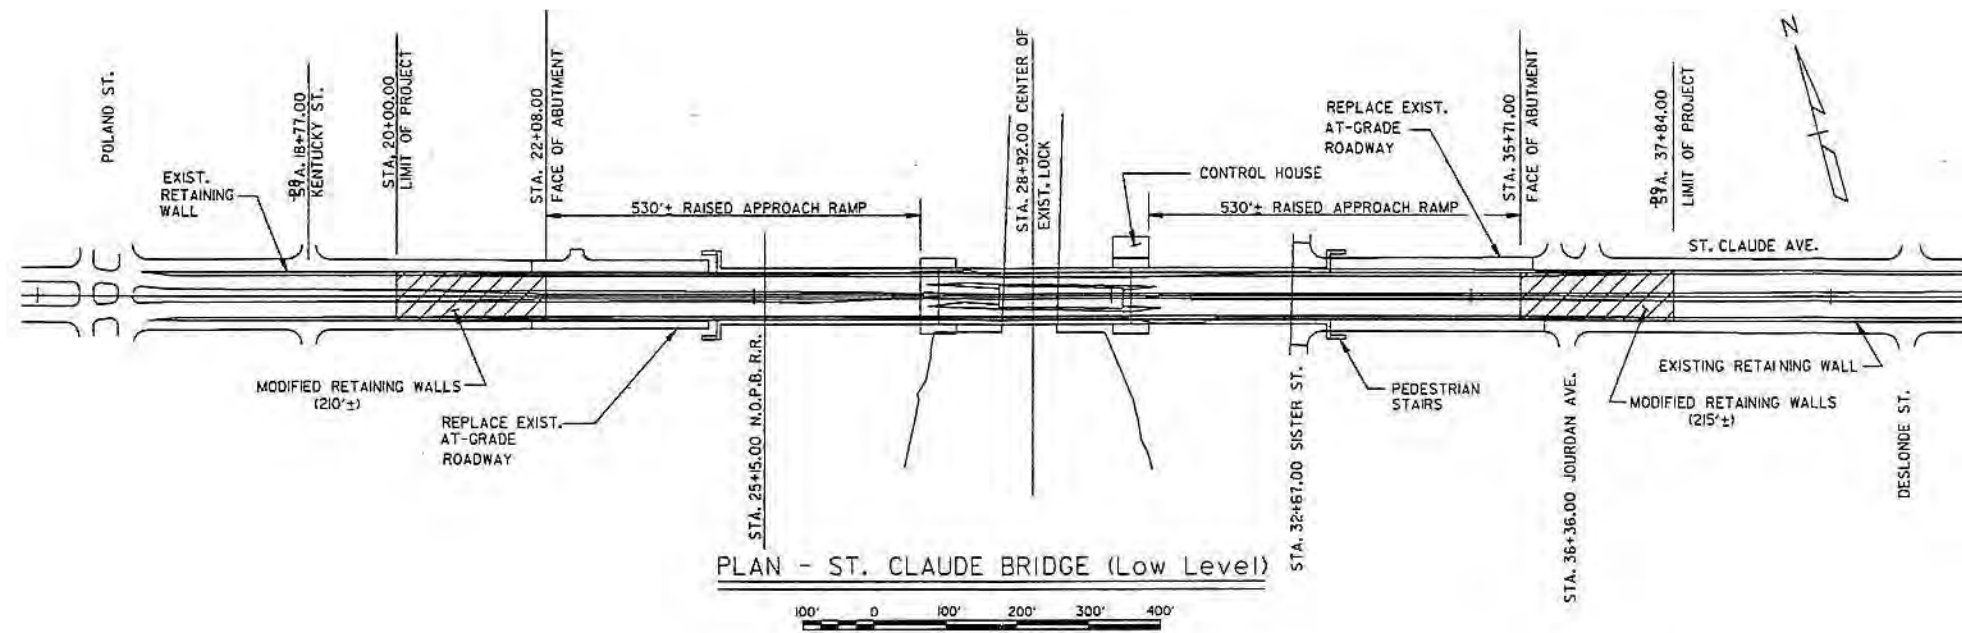 POLAND ST.
EXIST.
RETAINING
WALL
STA. 18+77.00
KENTUCKY ST.
STA. 20+00.00
LIMIT OF PROJECT
STA. 22+08.00
FACE OF ABUTMENT
530'± RAISED APPROACH RAMP
STA. 28+92.00 CENTER OF
EXIST. LOCK
CONTROL HOUSE
REPLACE EXIST.
AT-GRADE
ROADWAY
530'± RAISED APPROACH RAMP
STA. 35+71.00
FACE OF ABUTMENT
STA. 37+84.00
LIMIT OF PROJECT
N
ST. CLAUDE AVE.
MODIFIED RETAINING WALLS
(210'±)
REPLACE EXIST.
AT-GRADE
ROADWAY
STA. 25+15.00 N.O.P.B. R.R.
STA. 32+67.00 SISTER ST.
PEDESTRIAN
STAIRS
STA. 36+36.00 JOURDAN AVE.
EXISTING RETAINING WALL
MODIFIED RETAINING WALLS
(215'±)
DESLONDE ST.
PLAN - ST. CLAUDE BRIDGE (Low Level)
100' 0 100' 200' 300' 400'